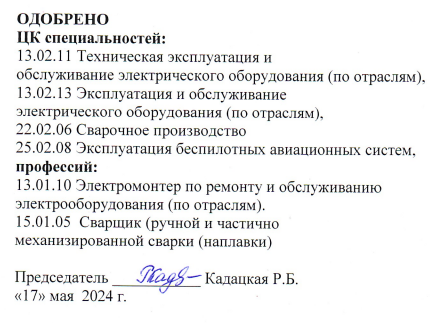 ОДОБРЕНО
ЦК специальностей:
13.02.11 Техническая эксплуатация и
обслуживание электрического оборудования (по отраслям),
13.02.13 Эксплуатация и обслуживание
электрического оборудования (по отраслям),
22.02.06 Сварочное производство
25.02.08 Эксплуатация беспилотных авиационных систем,
профессий:
13.01.10 Электромонтер по ремонту и обслуживанию
электрооборудования (по отраслям).
15.01.05 Сварщик (ручной и частично
механизированной сварки (наплавки)
Председатель Кадацкая Р.Б.
«17» мая 2024 г.